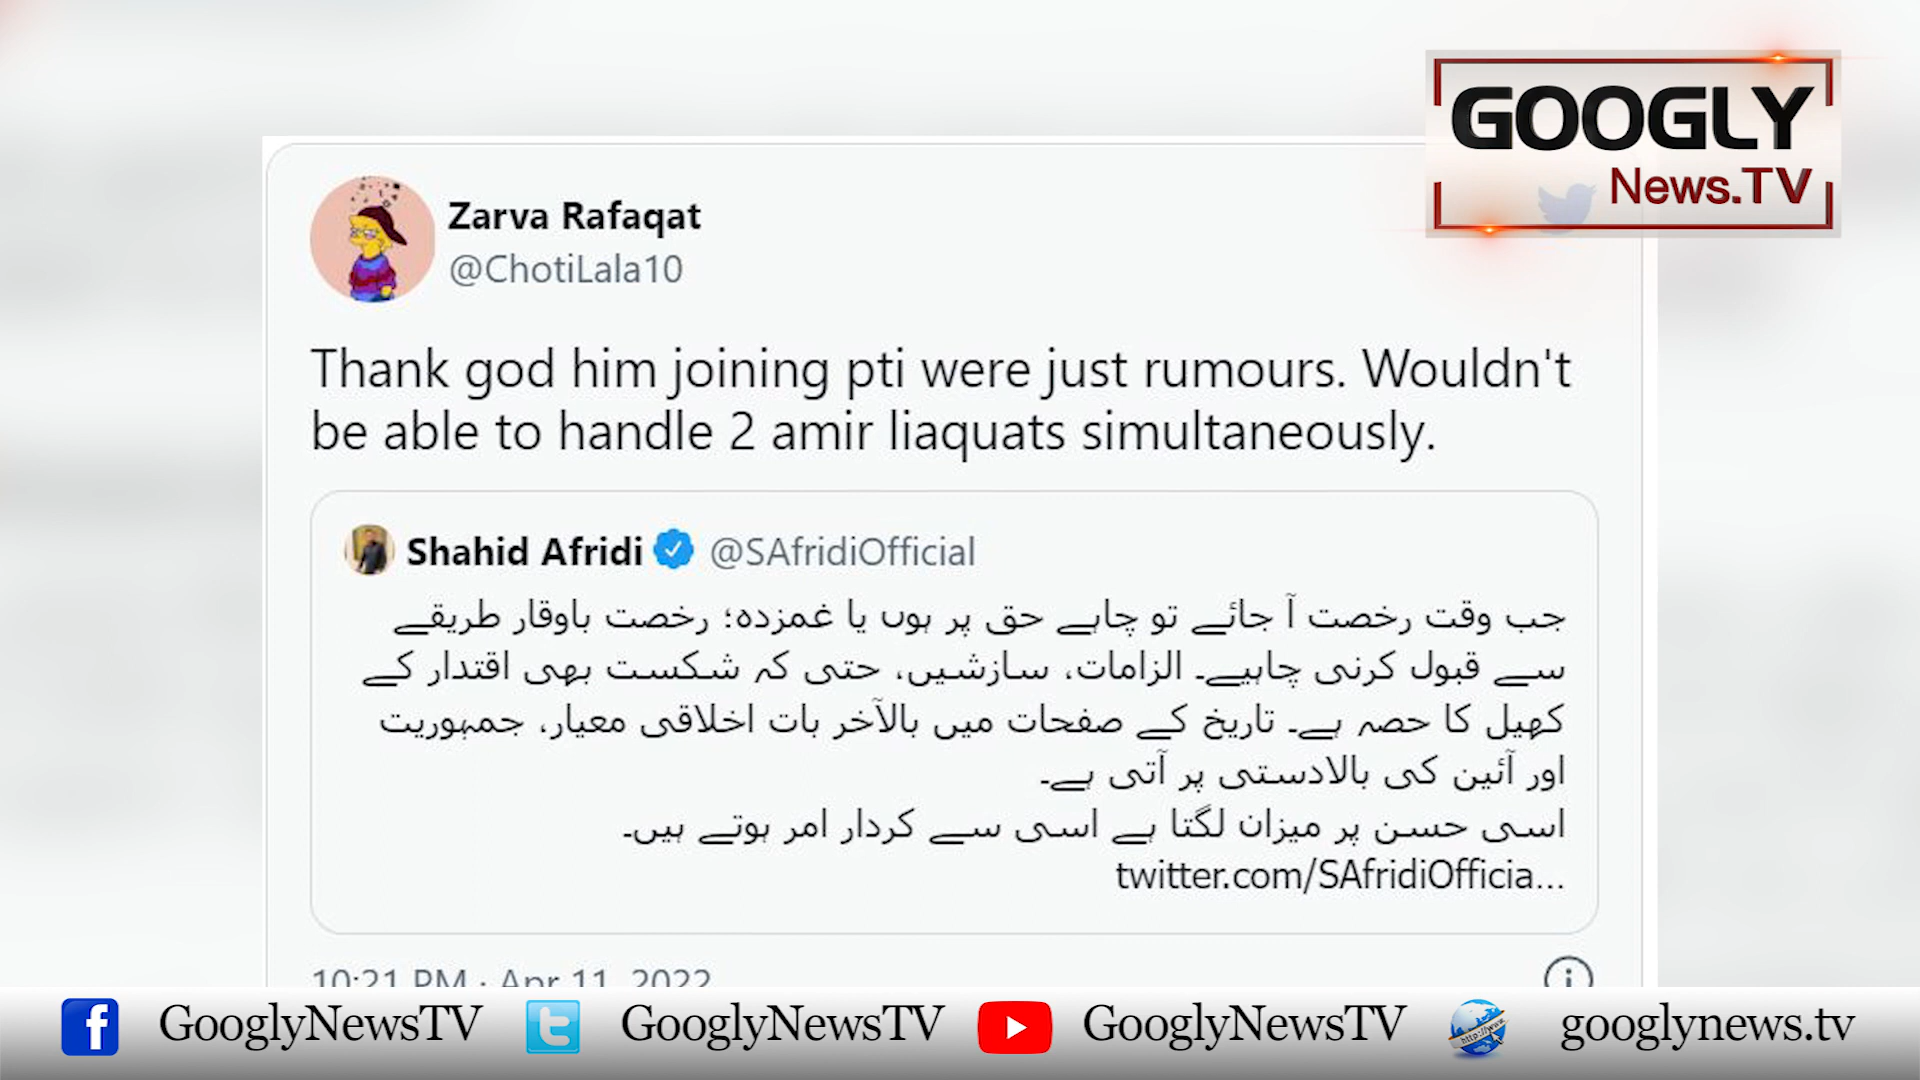 GOOGLY
News.TV
Zarva Rafaqat
@ChotiLala10
Thank god him joining pti were just rumours. Wouldn't
be able to handle 2 amir liaquats simultaneously.
Shahid Afridi @SAfridiOfficial
جب وقت رخصت آ جائے تو چاہے حق پر ہوں یا غمزدہ؛ رخصت باوقار طریقے
سے قبول کرنی چاہیے۔ الزامات، سازشیں، حتی کہ شکست بھی اقتدار کے
کھیل کا حصہ ہے۔ تاریخ کے صفحات میں بالآخر بات اخلاقی معیار، جمہوریت
اور آئین کی بالادستی پر آتی ہے۔
اسی حسن پر میزان لگتا ہے اسی سے کردار امر ہوتے ہیں۔
twitter.com/SAfridiOfficia...
10:21 PM · Apr 11, 2022
GooglyNewsTV GooglyNewsTV GooglyNewsTV googlynews.tv